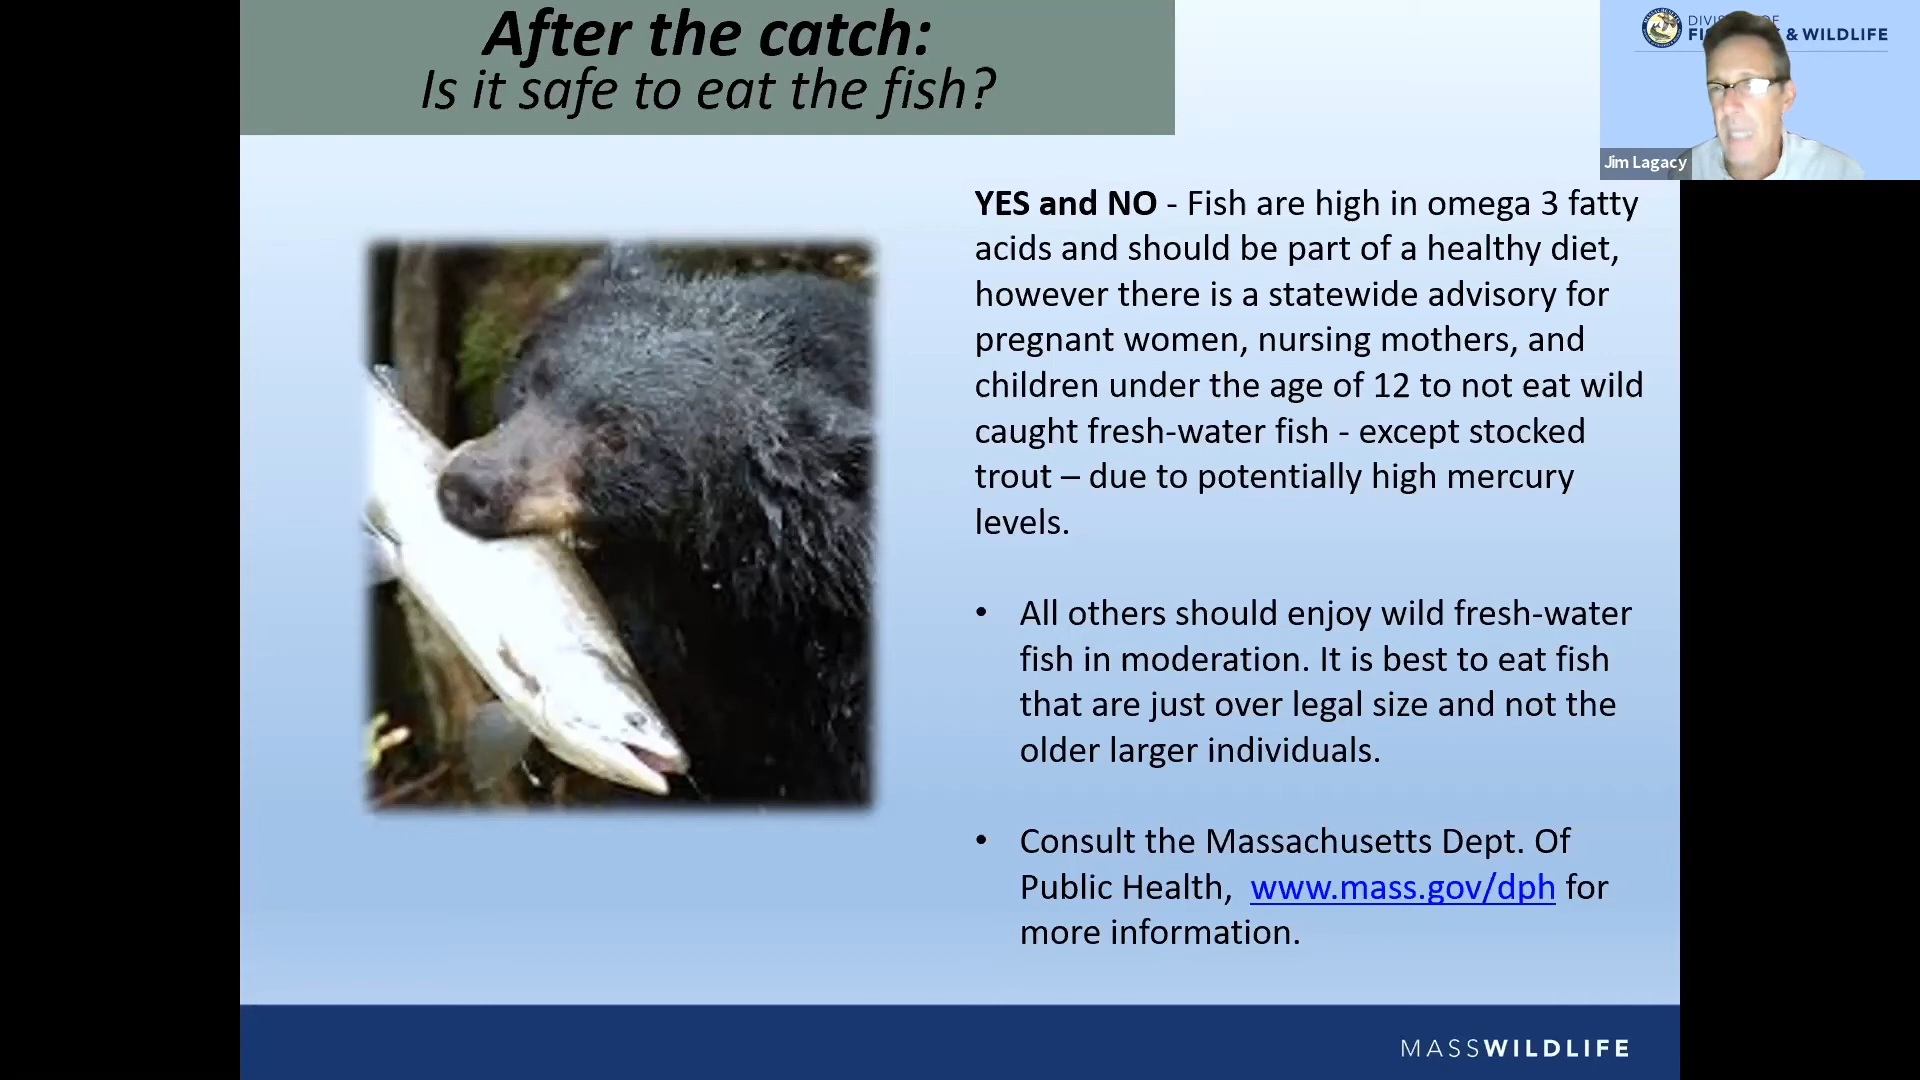 After the catch:
Is it safe to eat the fish?
DIVISION OF
& WILDLIFE
Jim Lagacy
YES and NO - Fish are high in omega 3 fatty
acids and should be part of a healthy diet,
however there is a statewide advisory for
pregnant women, nursing mothers, and
children under the age of 12 to not eat wild
caught fresh-water fish - except stocked
trout – due to potentially high mercury
levels.
• All others should enjoy wild fresh-water
fish in moderation. It is best to eat fish
that are just over legal size and not the
older larger individuals.
• Consult the Massachusetts Dept. Of
Public Health, www.mass.gov/dph for
more information.
MASSWILDLIFE